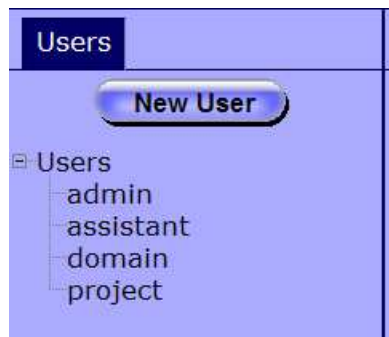 Users
New User
Users
admin
assistant
domain
project